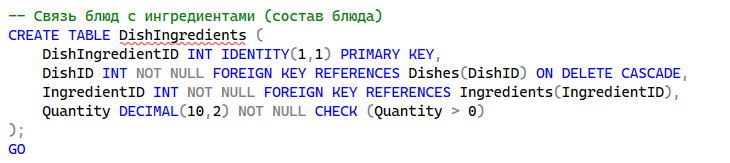 -- Связь блюд с ингредиентами (состав блюда)
CREATE TABLE DishIngredients (
    DishIngredientID INT IDENTITY(1,1) PRIMARY KEY,
    DishID INT NOT NULL FOREIGN KEY REFERENCES Dishes(DishID) ON DELETE CASCADE,
    IngredientID INT NOT NULL FOREIGN KEY REFERENCES Ingredients(IngredientID),
    Quantity DECIMAL(10,2) NOT NULL CHECK (Quantity > 0)
);
GO